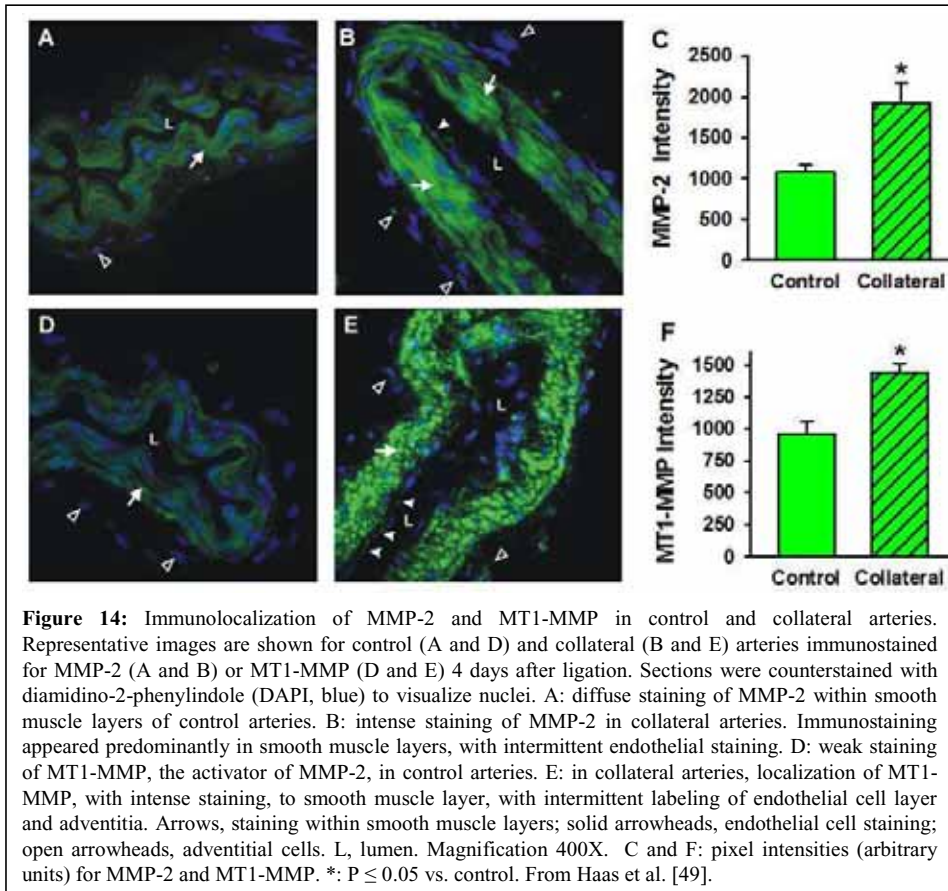 A
L
B
L
C
2500
2000
1500
1000
500
0
MMP-2 Intensity
*
Control Collateral
D
L
E
L
L
F
1500
1250
1000
750
500
250
0
MT1-MMP Intensity
*
Control Collateral
Figure 14: Immunolocalization of MMP-2 and MT1-MMP in control and collateral arteries.
Representative images are shown for control (A and D) and collateral (B and E) arteries immunostained
for MMP-2 (A and B) or MT1-MMP (D and E) 4 days after ligation. Sections were counterstained with
diamidino-2-phenylindole (DAPI, blue) to visualize nuclei. A: diffuse staining of MMP-2 within smooth
muscle layers of control arteries. B: intense staining of MMP-2 in collateral arteries. Immunostaining
appeared predominantly in smooth muscle layers, with intermittent endothelial staining. D: weak staining
of MT1-MMP, the activator of MMP-2, in control arteries. E: in collateral arteries, localization of MT1-
MMP, with intense staining, to smooth muscle layer, with intermittent labeling of endothelial cell layer
and adventitia. Arrows, staining within smooth muscle layers; solid arrowheads, endothelial cell staining;
open arrowheads, adventitial cells. L, lumen. Magnification 400X. C and F: pixel intensities (arbitrary
units) for MMP-2 and MT1-MMP. *: P ≤ 0.05 vs. control. From Haas et al. [49].